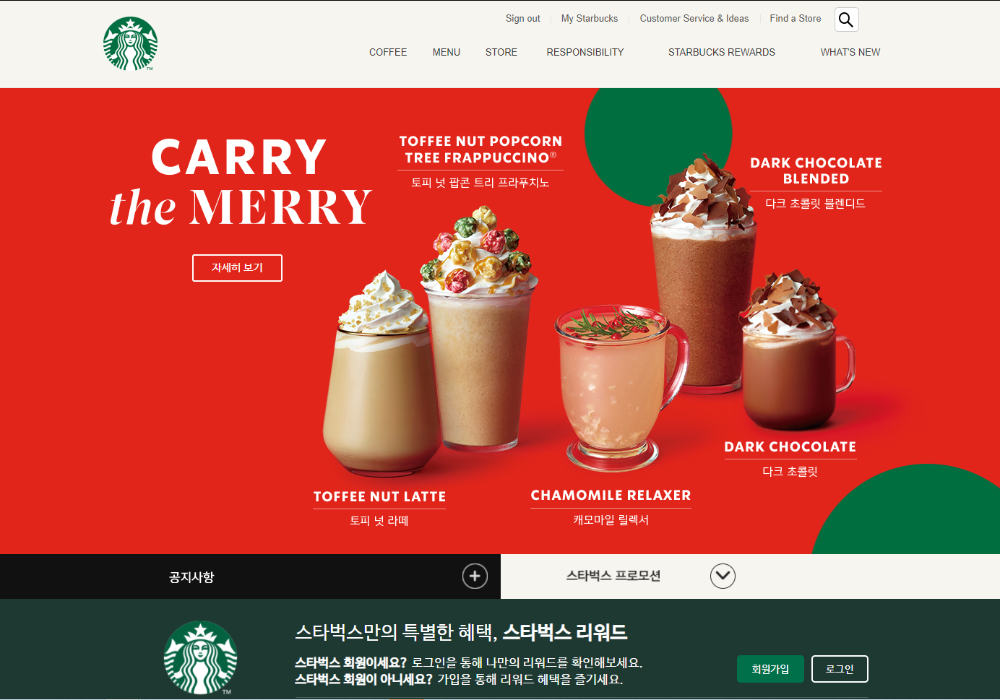 Sign out
My Starbucks
Customer Service & Ideas
Find a Store
COFFEE
MENU
STORE
RESPONSIBILITY
STARBUCKS REWARDS
WHAT'S NEW
TM
CARRY
the MERRY
자세히 보기
TOFFEE NUT POPCORN
TREE FRAPPUCCINO®
토피 넛 팝콘 트리 프라푸치노
DARK CHOCOLATE
BLENDED
다크 초콜릿 블렌디드
DARK CHOCOLATE
다크 초콜릿
TOFFEE NUT LATTE
토피 넛 라떼
CHAMOMILE RELAXER
캐모마일 릴렉서
공지사항
스타벅스 프로모션
스타벅스만의 특별한 혜택, 스타벅스 리워드
스타벅스 회원이세요? 로그인을 통해 나만의 리워드를 확인해보세요.
스타벅스 회원이 아니세요? 가입을 통해 리워드 혜택을 즐기세요.
회원가입
로그인
TM